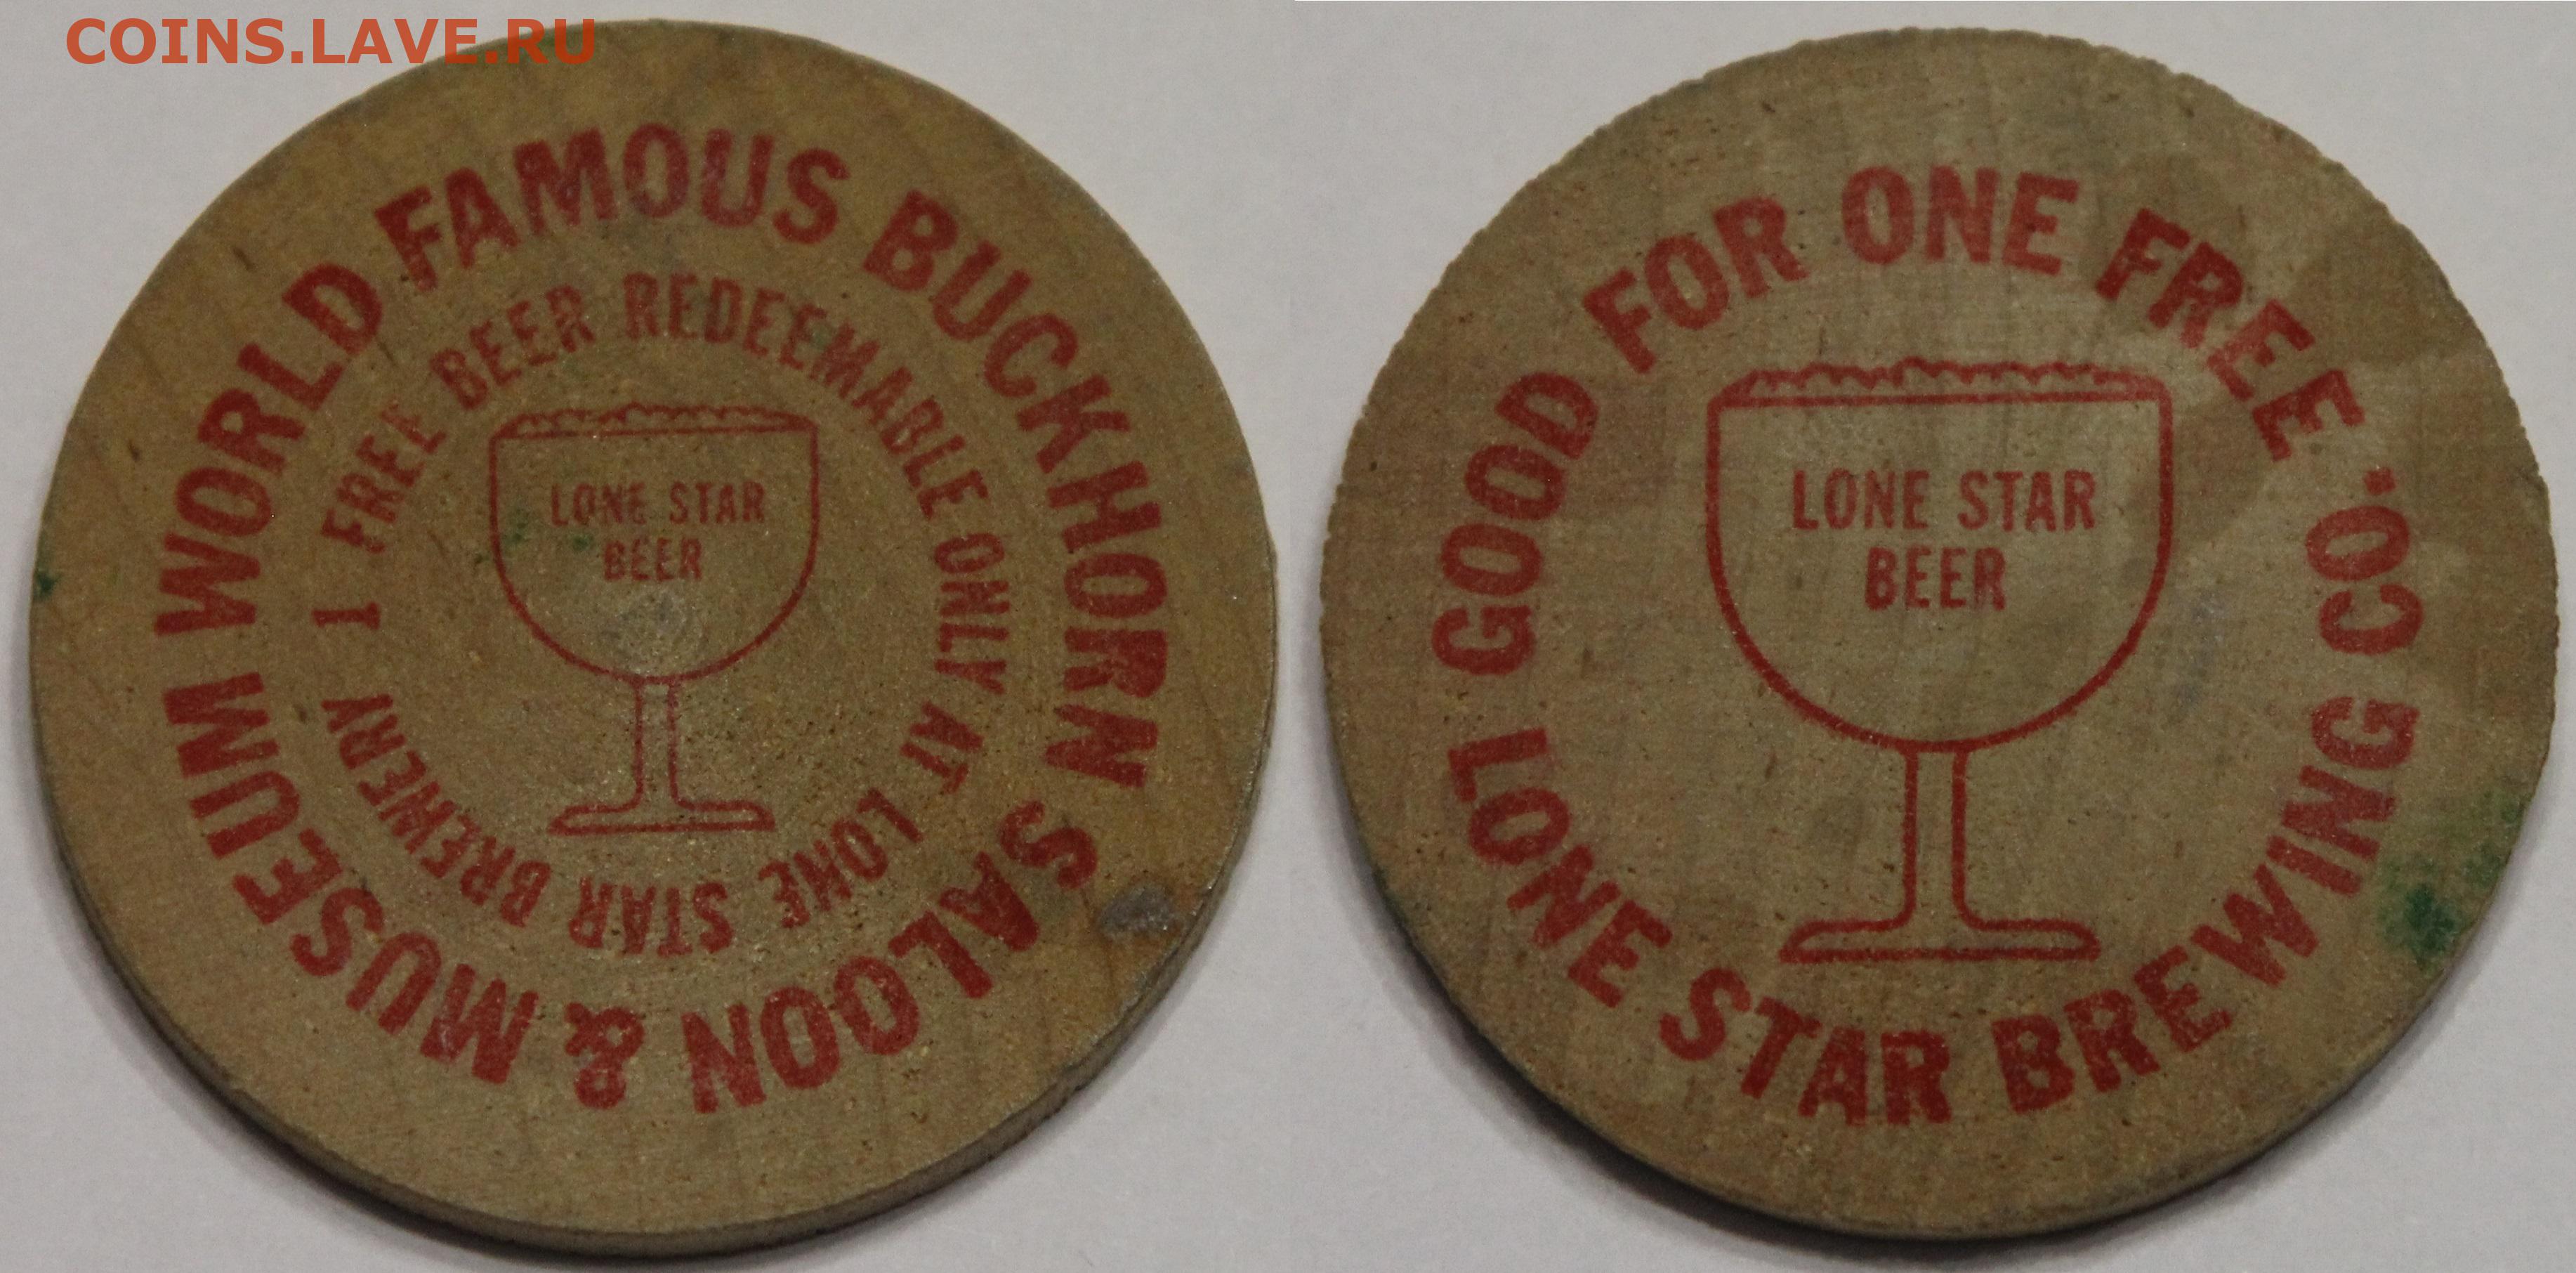 COINS.LAVE.RU
WORLD FAMOUS BUCKHORN SALOON & MUSEUM
1 FREE BEER REDEEMABLE ONLY AT LONE STAR BREWERY
LONE STAR
BEER
GOOD FOR ONE FREE
LONE STAR BREWING CO.
LONE STAR
BEER